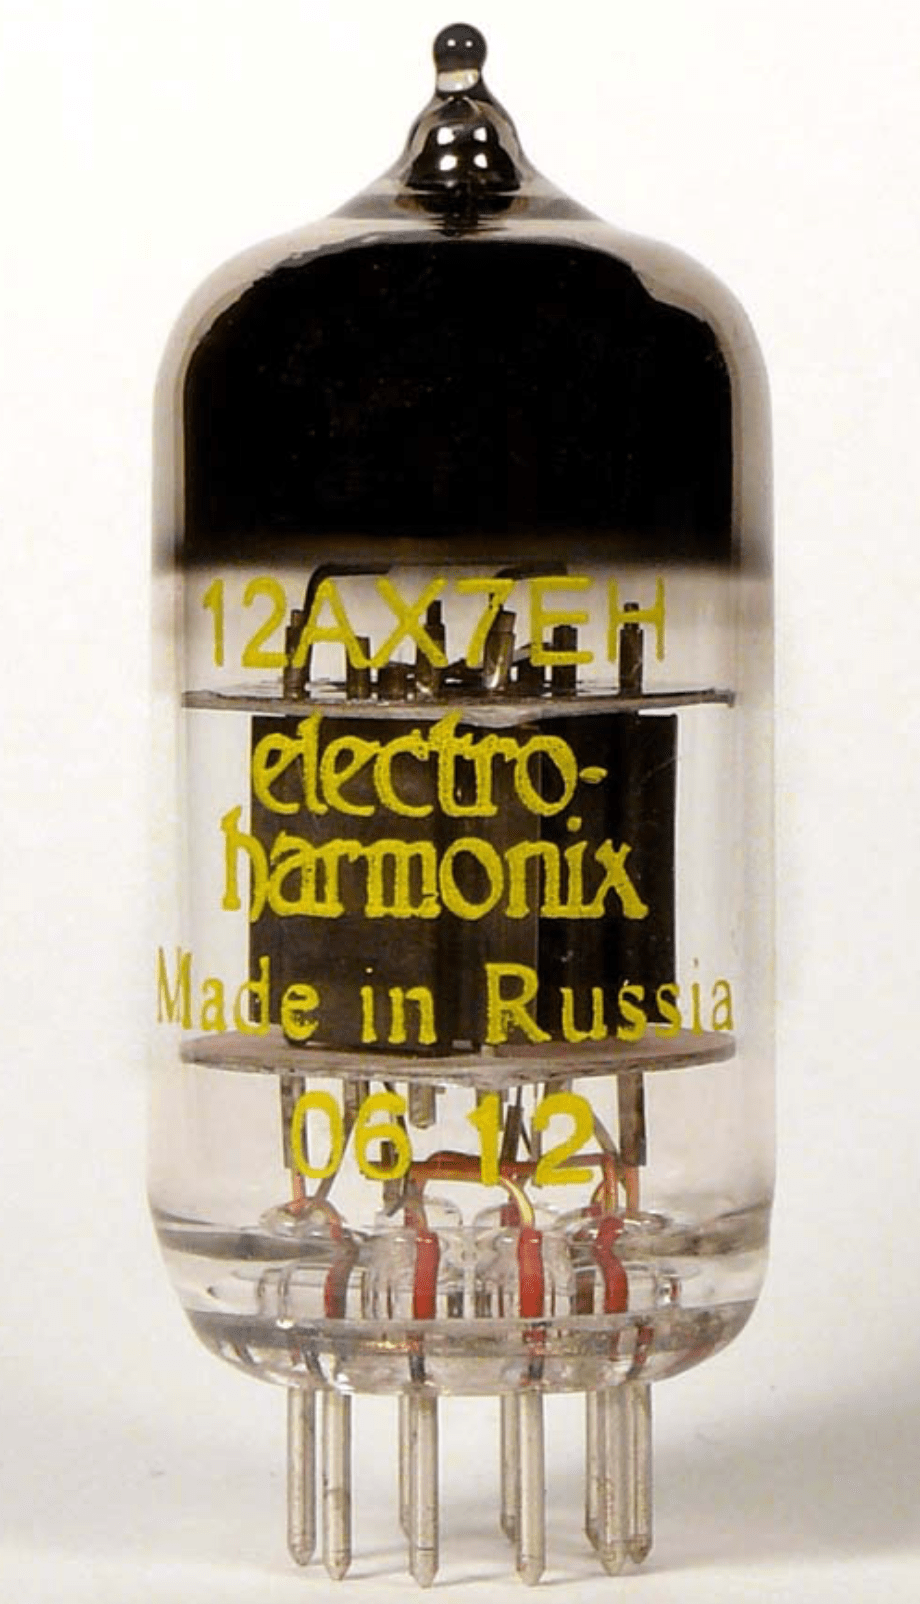 12AX7EH
electro-
harmonix
Made in Russia
06 12